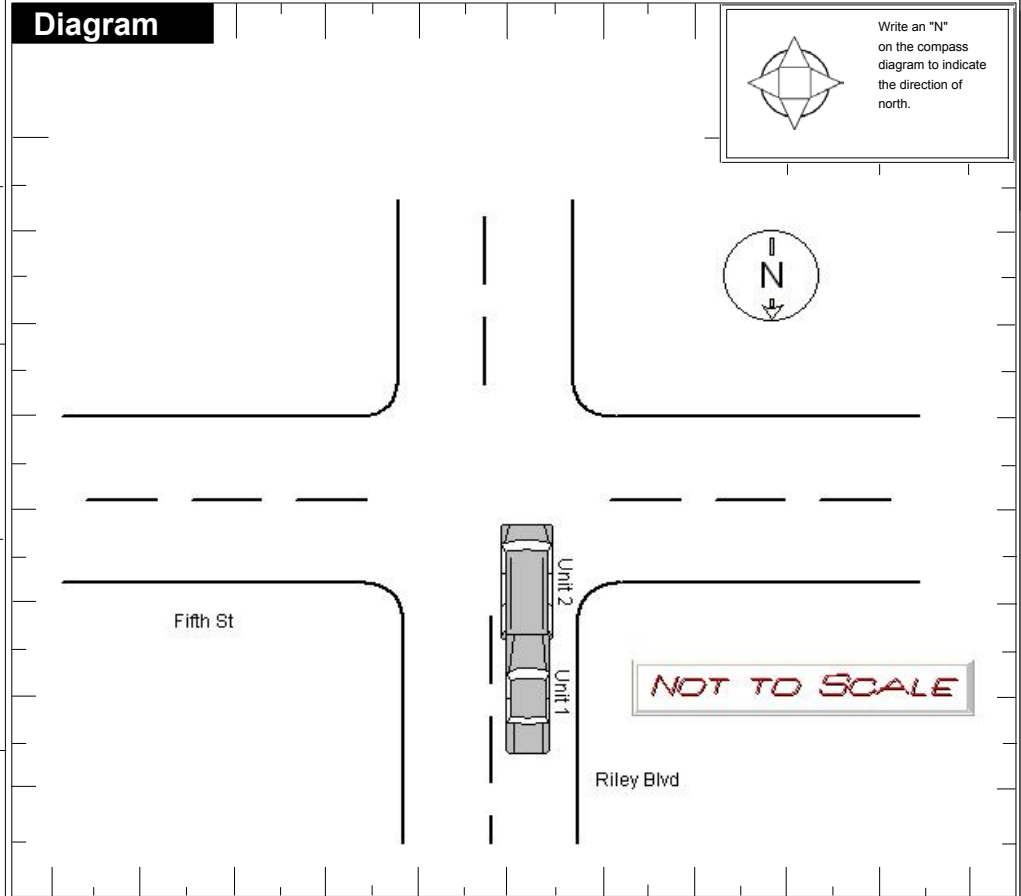 Diagram
Write an "N"
on the compass
diagram to indicate
the direction of
north.
N
Unit 2
Fifth St
Unit 1
NOT TO SCALE
Riley Blvd